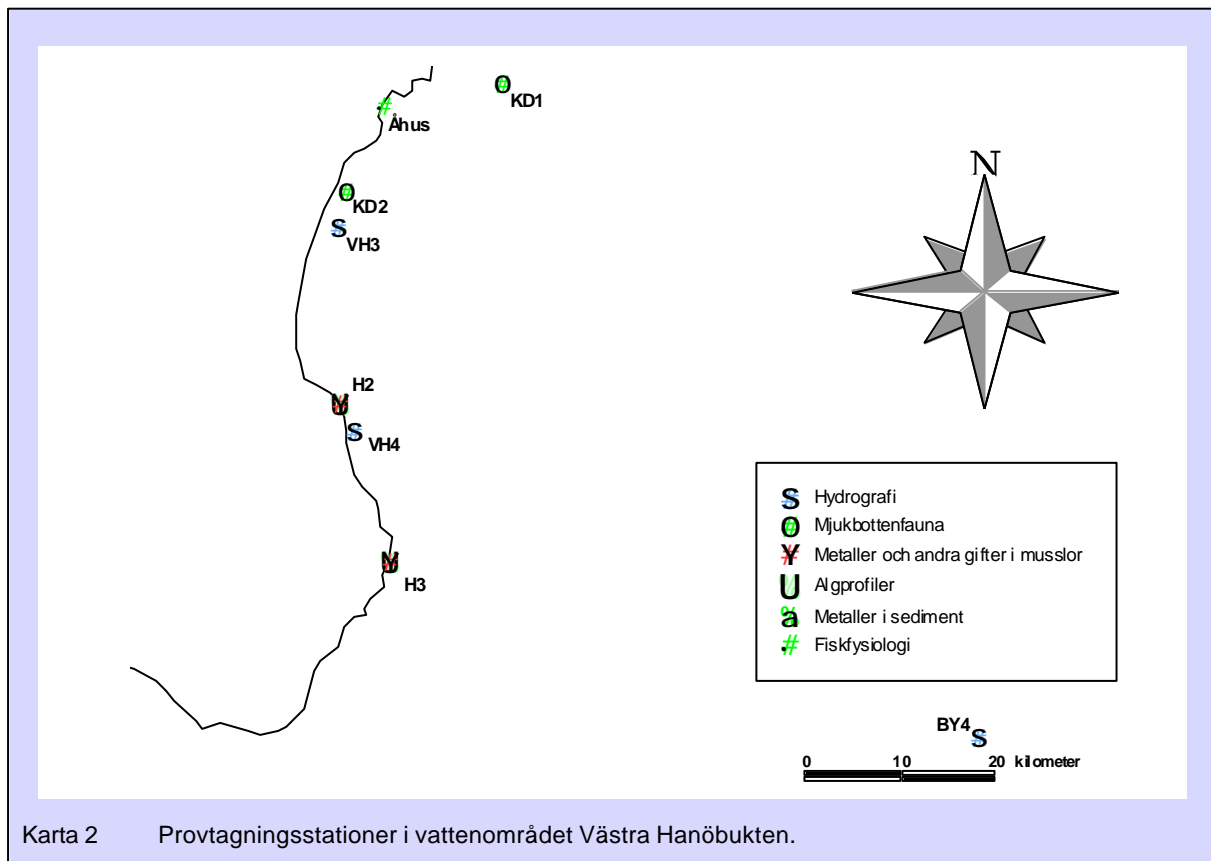 KD1
Åhus
N
KD2
VH3
H2
VH4
H3
S Hydrografi
O Mjukbottenfauna
Y Metaller och andra gifter i musslor
U Algprofiler
a Metaller i sediment
# Fiskfysiologi
BY4
0 10 20 kilometer
Karta 2 Provtagningsstationer i vattenområdet Västra Hanöbukten.